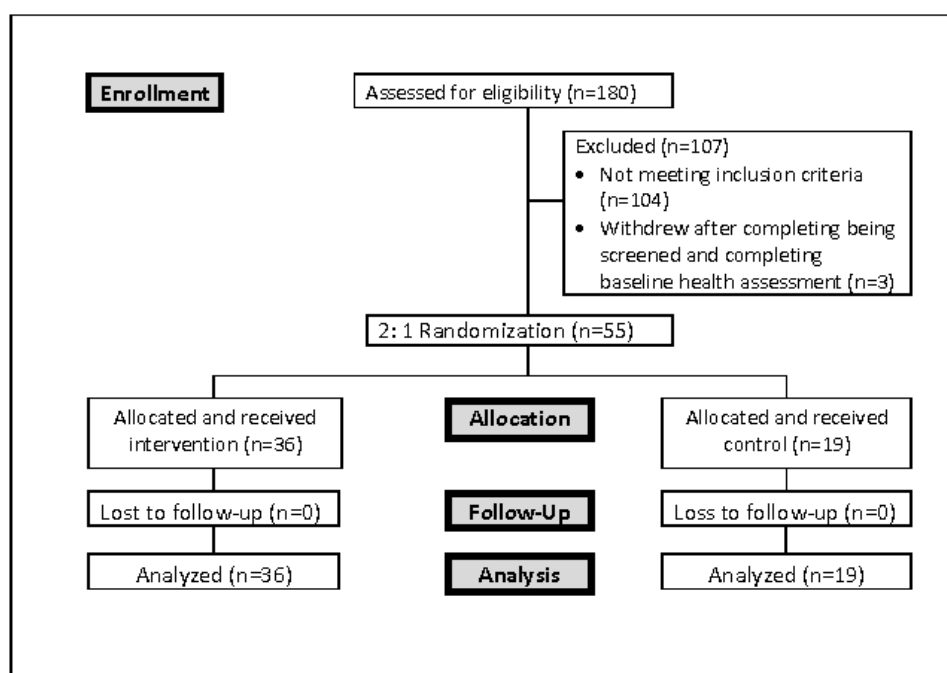 Enrollment
Assessed for eligibility (n=180)
Excluded (n=107)
• Not meeting inclusion criteria
(n=104)
• Withdrew after completing being
screened and completing
baseline health assessment (n=3)
2: 1 Randomization (n=55)
Allocated and received
intervention (n=36)
Allocation
Allocated and received
control (n=19)
Lost to follow-up (n=0)
Follow-Up
Loss to follow-up (n=0)
Analyzed (n=36)
Analysis
Analyzed (n=19)